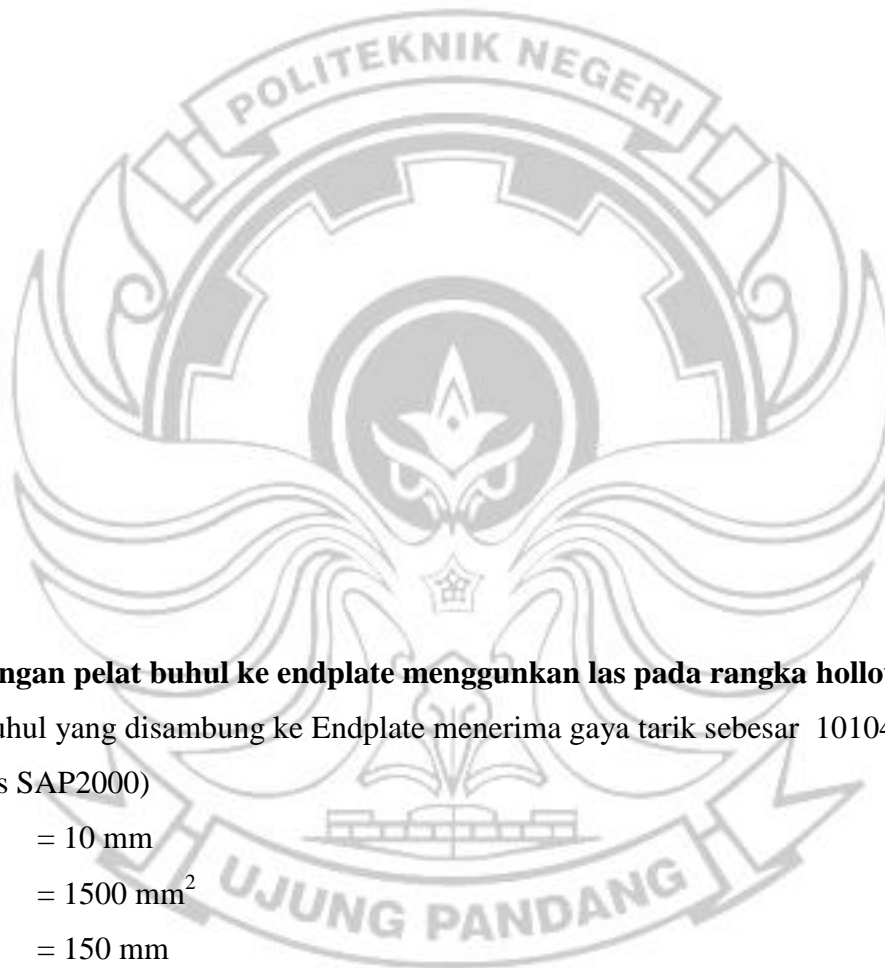 POLITEKNIK NEGERI
ngan pelat buhul ke endplate menggunkan las pada rangka hollo
uhul yang disambung ke Endplate menerima gaya tarik sebesar 10104
s SAP2000)
= 10 mm
= 1500 mm²
= 150 mm
UJUNG PANDANG